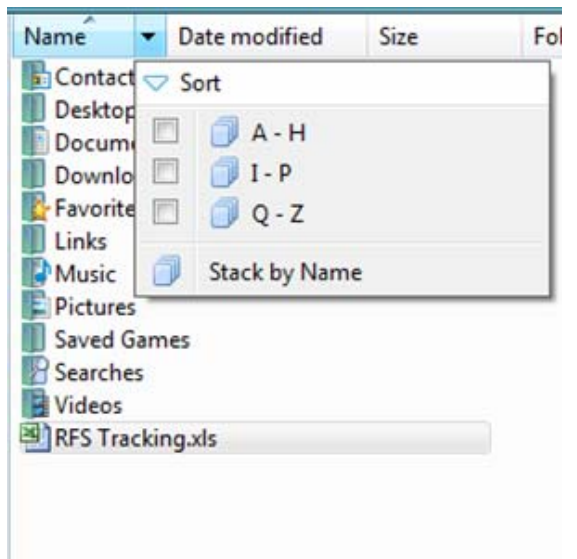 Name Date modified Size Fol
Contact
Sort
Desktop
A - H
Docume
I - P
Downlo
Q - Z
Favorite
Links
Stack by Name
Music
Pictures
Saved Games
Searches
Videos
RFS Tracking.xls